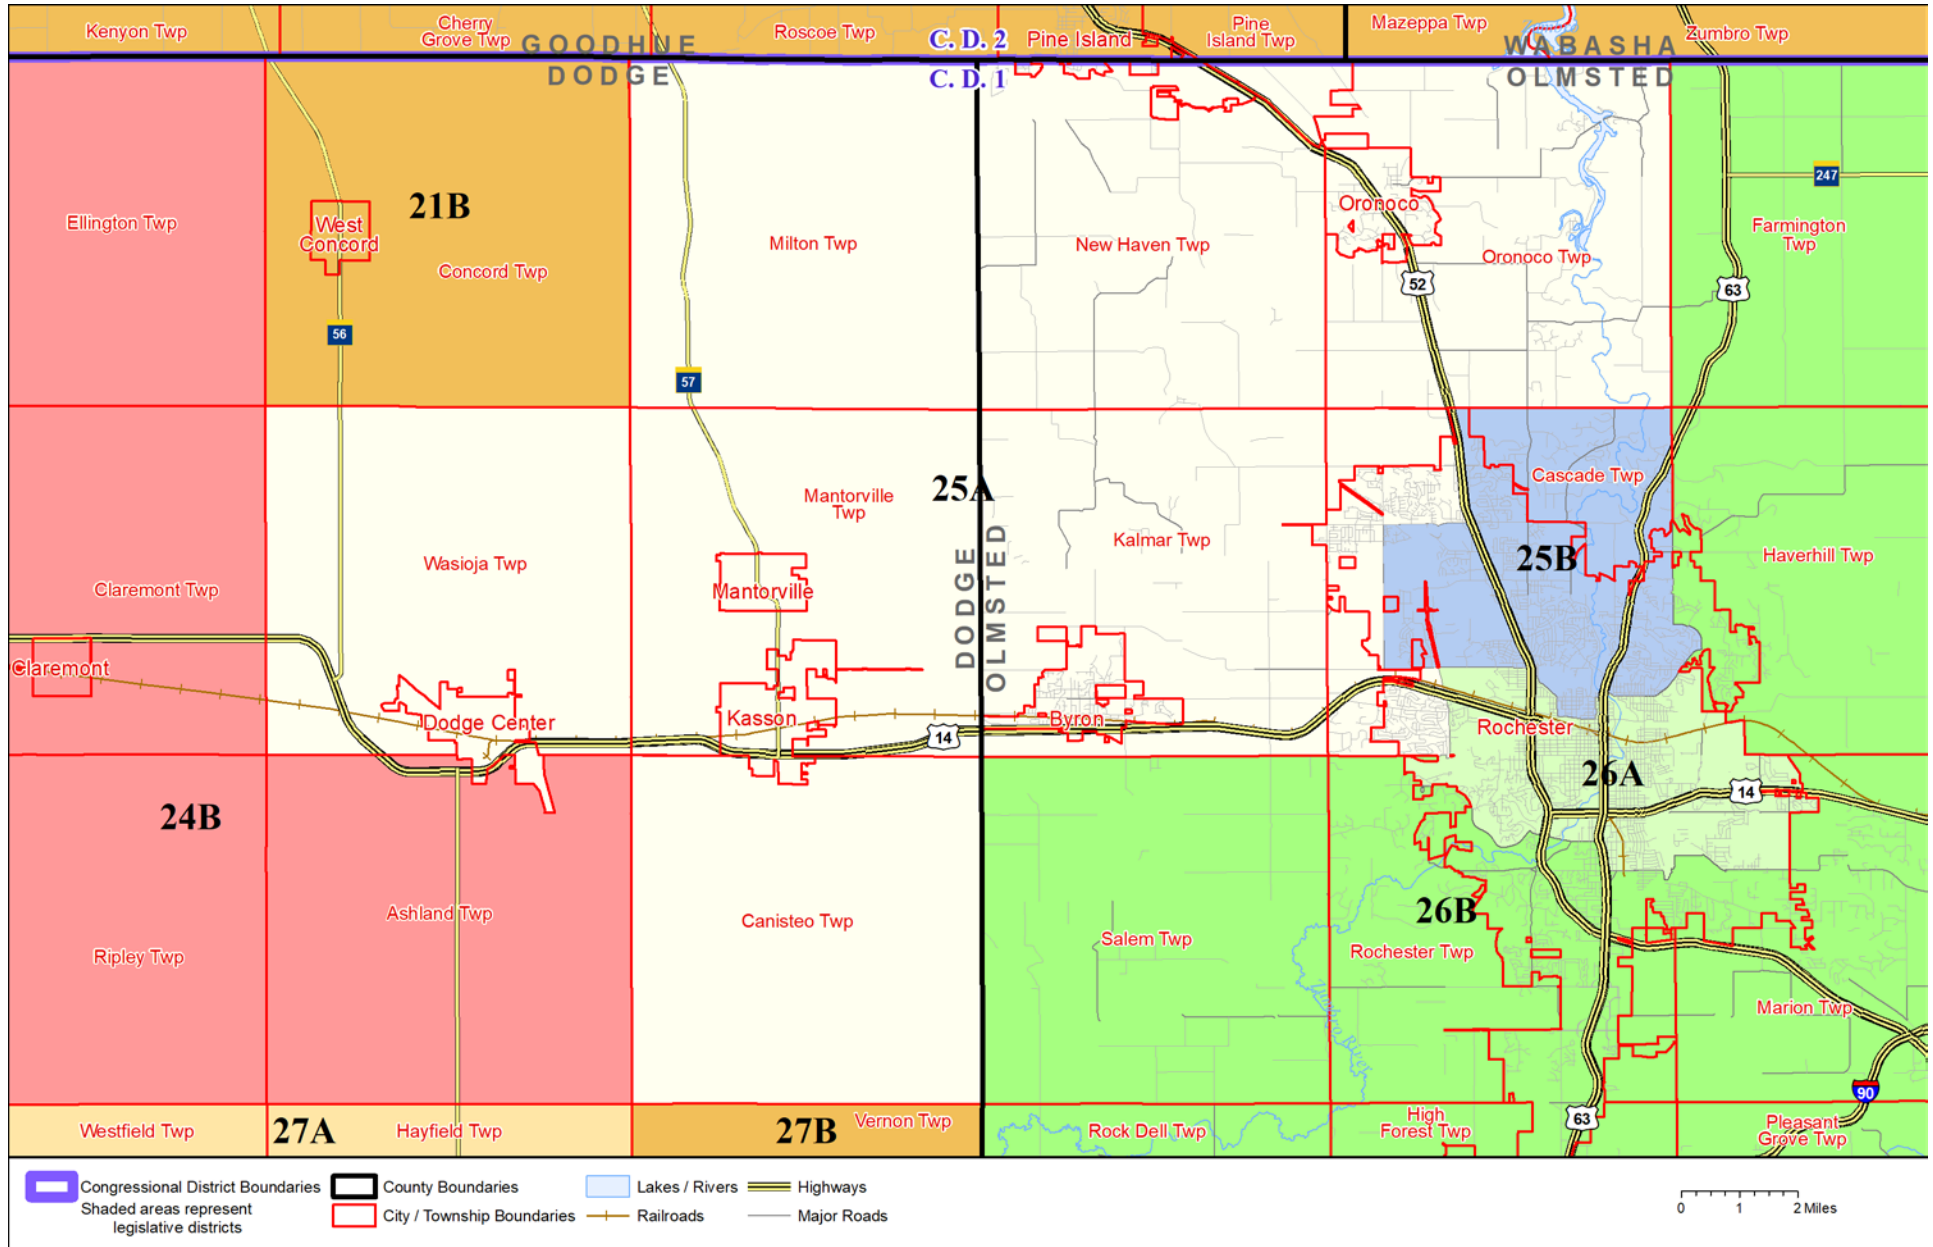 Kenyon Twp
Cherry
Grove Twp
GOODHUE
Roscoe Twp
C. D. 2
Pine Island
Pine
Island Twp
Mazeppa Twp
WABASHA
Zumbro Twp
DODGE
C. D. 1
OLMSTED
247
Ellington Twp
21B
West
Concord
Concord Twp
Milton Twp
New Haven Twp
Oronoco
Oronoco Twp
Farmington
Twp
52
63
56
57
Mantorville
Twp
25A
Cascade Twp
Kalmar Twp
25B
Haverhill Twp
Wasioja Twp
Claremont Twp
Mantorville
DODGE
OLMSTED
Claremont
Dodge Center
Kasson
14
Byron
Rochester
26A
14
24B
Ashland Twp
Canisteo Twp
26B
Salem Twp
Rochester Twp
Ripley Twp
Zumbro River
Marion Twp
90
Westfield Twp
27A
Hayfield Twp
27B
Vernon Twp
Rock Dell Twp
High
Forest Twp
63
Pleasant
Grove Twp
Congressional District Boundaries
Shaded areas represent
legislative districts
County Boundaries
City / Township Boundaries
Lakes / Rivers
Railroads
Highways
Major Roads
0 1 2 Miles